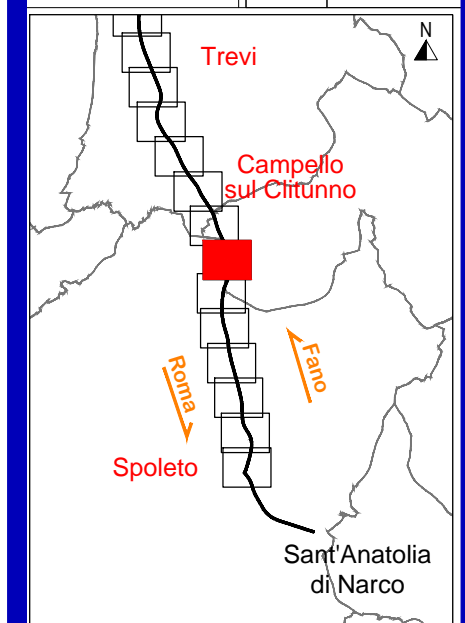 N
Trevi
Campello
sul Clitunno
Fano
Roma
Spoleto
Sant'Anatolia
di Narco